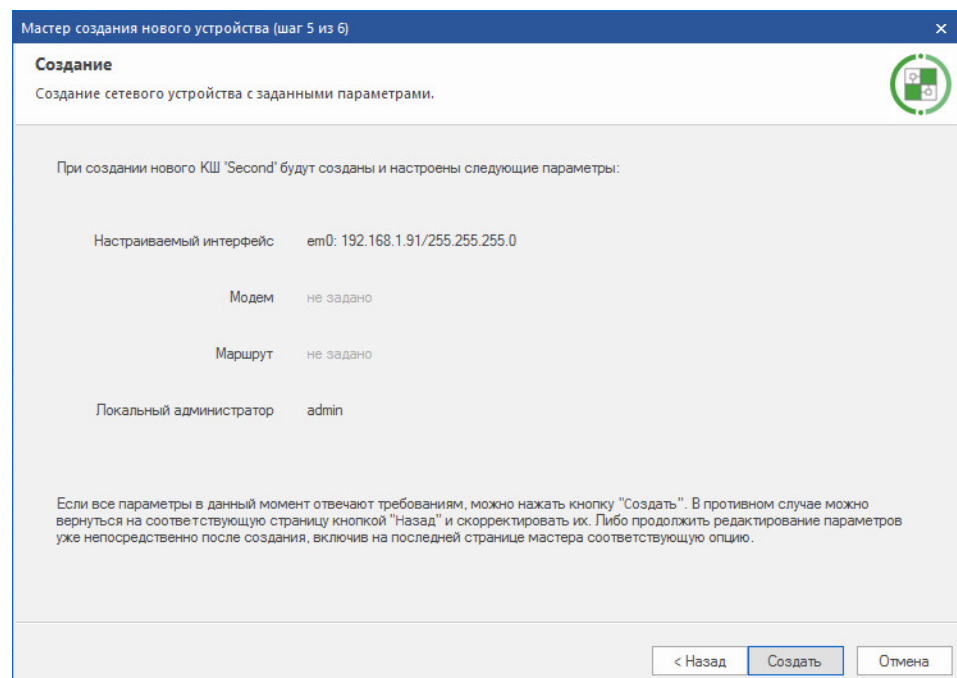 Мастер создания нового устройства (шаг 5 из 6)
Создание
Создание сетевого устройства с заданными параметрами.
При создании нового КШ 'Second' будут созданы и настроены следующие параметры:
Настраиваемый интерфейс em0: 192.168.1.91/255.255.255.0
Модем не задано
Маршрут не задано
Локальный администратор admin
Если все параметры в данный момент отвечают требованиям, можно нажать кнопку "Создать". В противном случае можно
вернуться на соответствующую страницу кнопкой "Назад" и скорректировать их. Либо продолжить редактирование параметров
уже непосредственно после создания, включив на последней странице мастера соответствующую опцию.
< Назад Создать Отмена